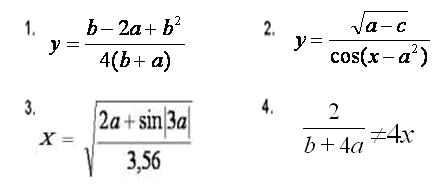 1. y = (b − 2a + b²) / (4(b + a))
2. y = √(a − c) / cos(x − a²)
3. X = √((2a + sin|3a|) / 3,56)
4. 2 / (b + 4a) ≠ 4x